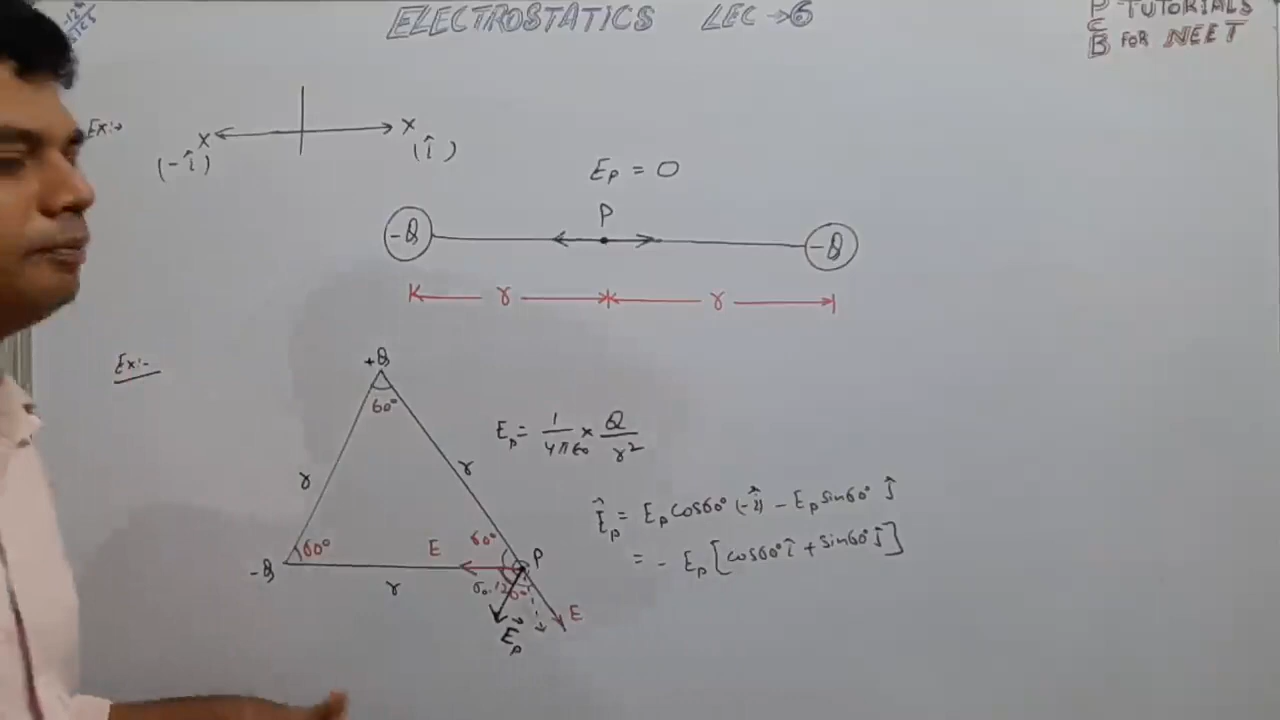 ELECTROSTATICS LEC → 6
P TUTORIALS
C
B FOR NEET
Ex:→
X
X
(-î)
(î)
E_P = 0
P
-Q
-Q
r
r
Ex:-
+Q
60°
r
r
60°
60°
-Q
r
E
P
E
E⃗_P
E_P = 1/4πε₀ × Q/r²
Ê_P = E_P cos60° (-î) - E_P sin60° ĵ
= - E_P [cos60° î + sin60° ĵ]